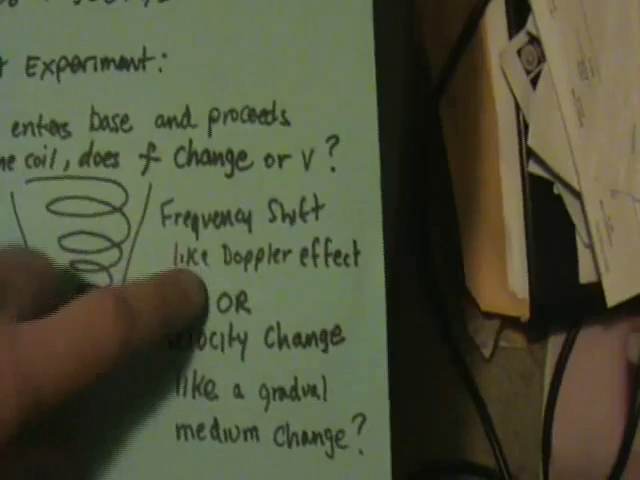 Experiment:
enters base and proceeds
coil, does f change or v?
Frequency Shift
like Doppler effect
OR
velocity change
like a gradual
medium change?